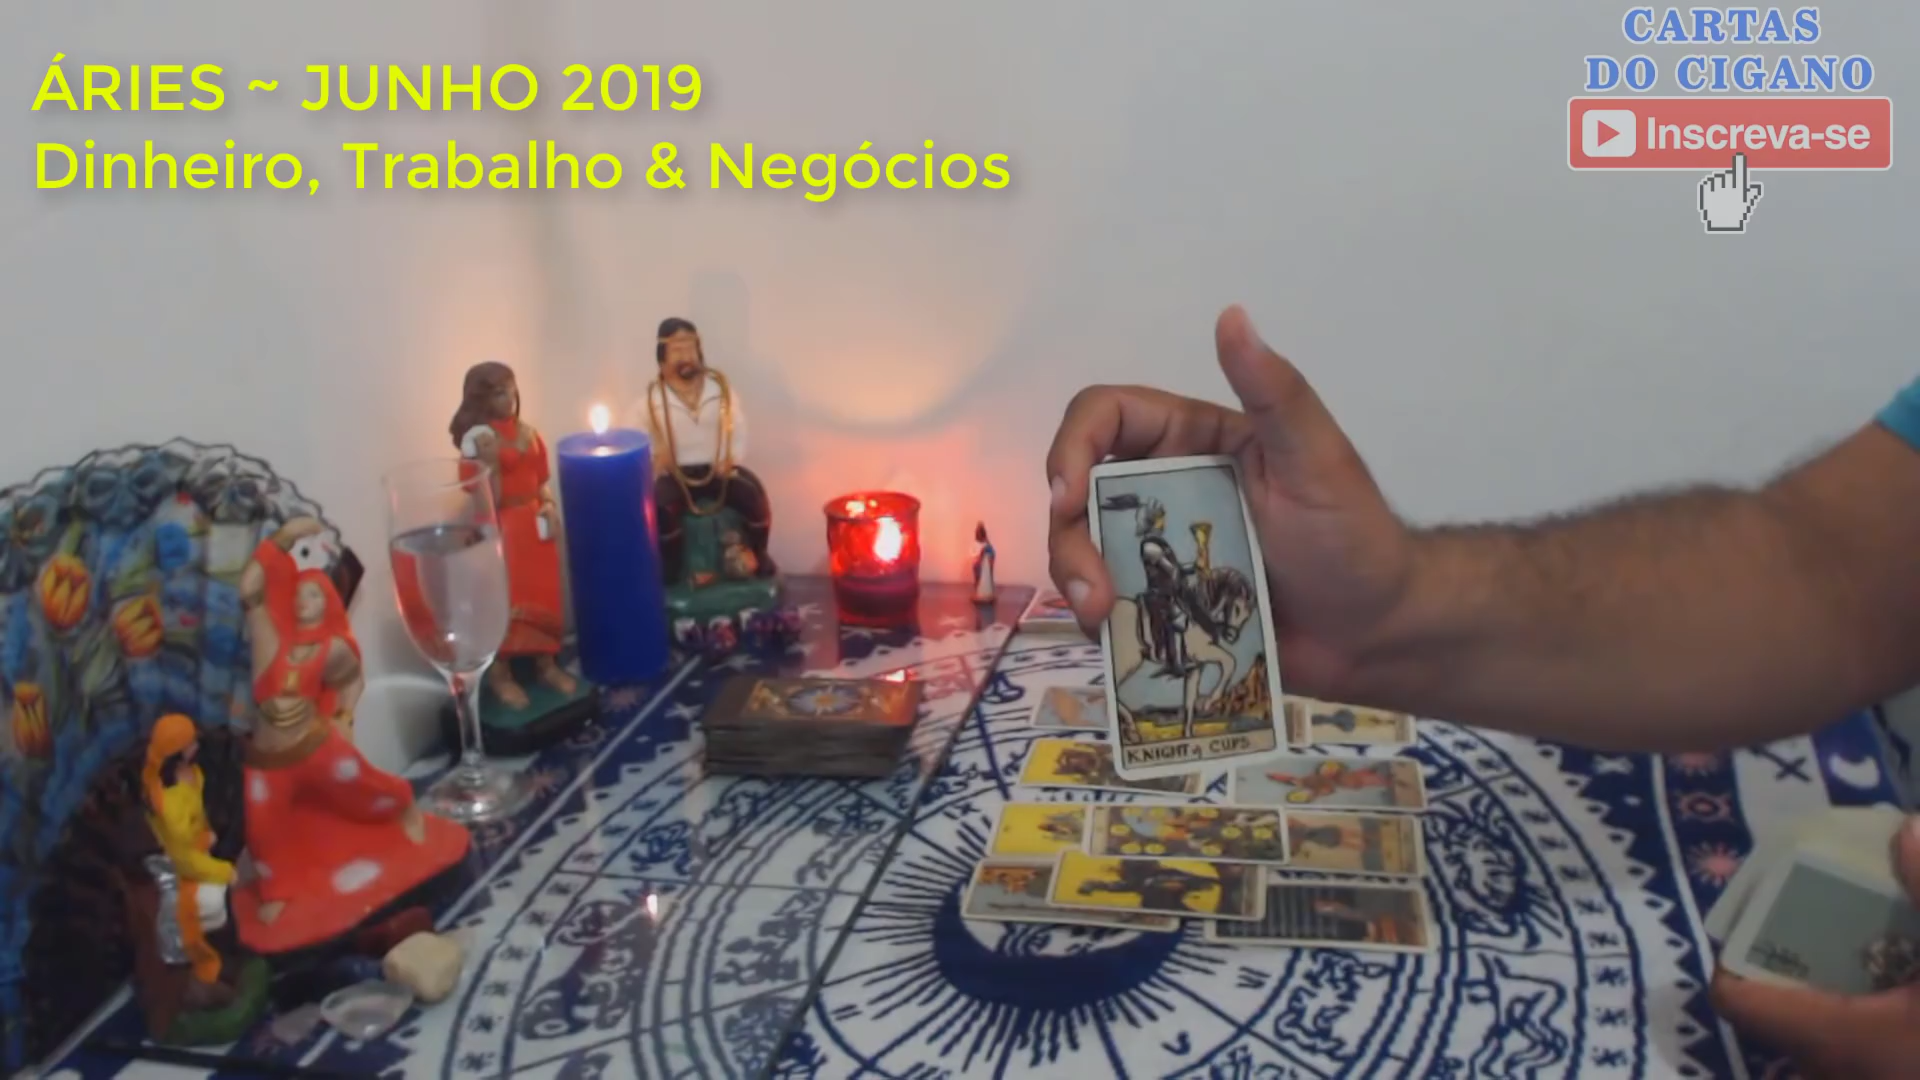 ÁRIES ~ JUNHO 2019
Dinheiro, Trabalho & Negócios
CARTAS
DO CIGANO
Inscreva-se
KNIGHT of CUPS